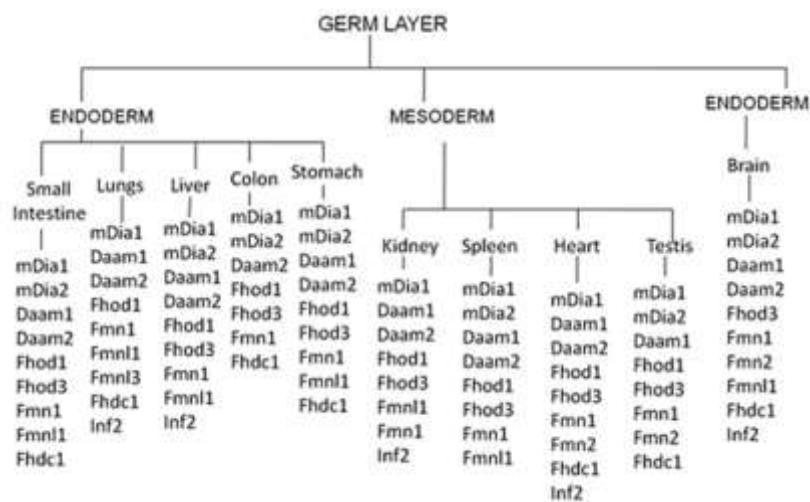 GERM LAYER
ENDODERM
MESODERM
ENDODERM
Small
Intestine
mDia1
mDia2
Daam1
Daam2
Fhod1
Fhod3
Fmn1
Fmnl1
Fhdc1
Lungs
mDia1
Daam1
Daam2
Fhod1
Fmn1
Fmnl1
Fmnl3
Fhdc1
Inf2
Liver
mDia1
mDia2
Daam1
Daam2
Fhod1
Fhod3
Fmn1
Fmnl1
Inf2
Colon
mDia1
mDia2
Daam2
Fhod1
Fhod3
Fmn1
Fhdc1
Stomach
mDia1
mDia2
Daam1
Daam2
Fhod1
Fhod3
Fmn1
Fmnl1
Fhdc1
Kidney
mDia1
Daam1
Daam2
Fhod1
Fhod3
Fmnl1
Fmn1
Inf2
Spleen
mDia1
mDia2
Daam1
Daam2
Fhod1
Fhod3
Fmn1
Fmnl1
Heart
mDia1
Daam1
Daam2
Fhod1
Fhod3
Fmn1
Fmn2
Fhdc1
Inf2
Testis
mDia1
mDia2
Daam1
Fhod1
Fhod3
Fmn1
Fmn2
Fhdc1
Brain
mDia1
mDia2
Daam1
Daam2
Fhod3
Fmn1
Fmn2
Fmnl1
Fhdc1
Inf2